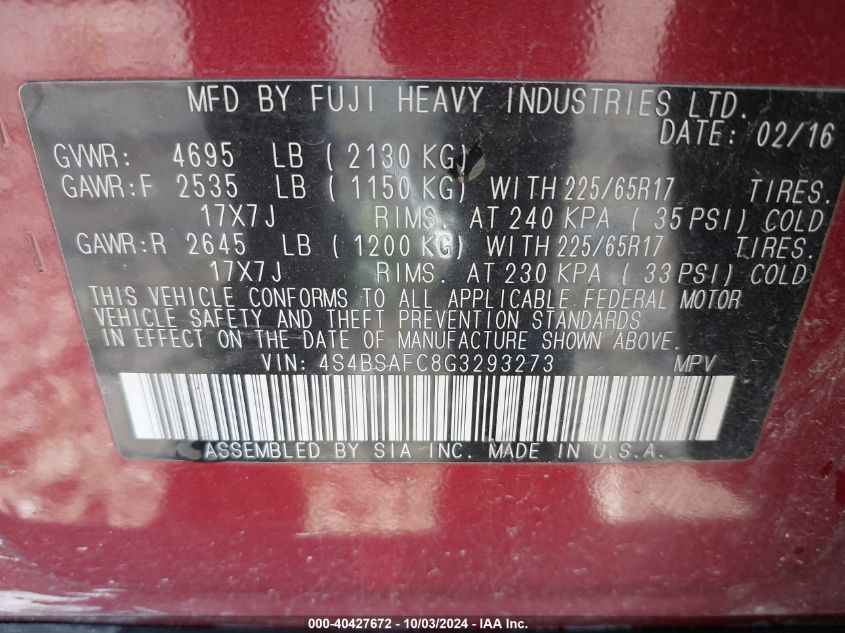 MFD BY FUJI HEAVY INDUSTRIES LTD.
DATE: 02/16
GVWR: 4695 LB ( 2130 KG)
GAWR:F 2535 LB ( 1150 KG) WITH 225/65R17 TIRES.
17X7J RIMS. AT 240 KPA ( 35 PSI) COLD
GAWR:R 2645 LB ( 1200 KG) WITH 225/65R17 TIRES.
17X7J RIMS. AT 230 KPA ( 33 PSI) COLD
THIS VEHICLE CONFORMS TO ALL APPLICABLE FEDERAL MOTOR
VEHICLE SAFETY AND THEFT PREVENTION STANDARDS
IN EFFECT ON THE DATE OF MANUFACTURE SHOWN ABOVE.
VIN: 4S4BSAFC8G3293273 MPV
ASSEMBLED BY SIA INC. MADE IN U.S.A.
000-40427672 - 10/03/2024 - IAA Inc.